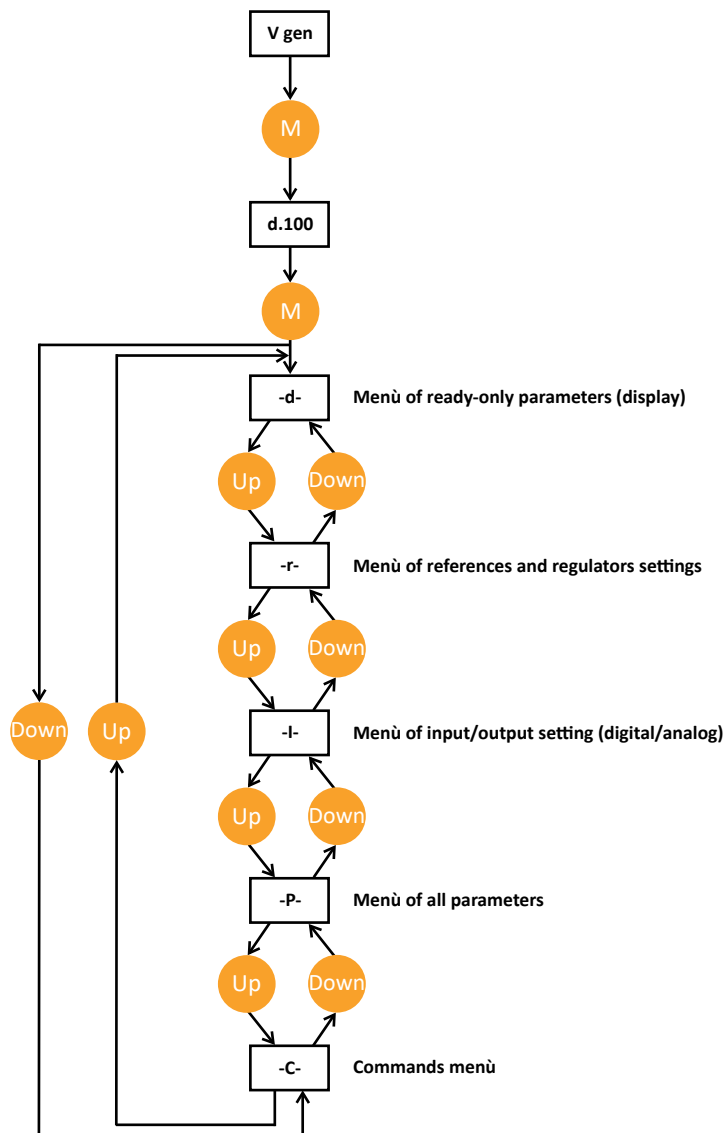 V gen
M
d.100
M
-d- Menù of ready-only parameters (display)
Up Down
-r- Menù of references and regulators settings
Up Down
-I- Menù of input/output setting (digital/analog)
Down Up
Up Down
-P- Menù of all parameters
Up Down
-C- Commands menù